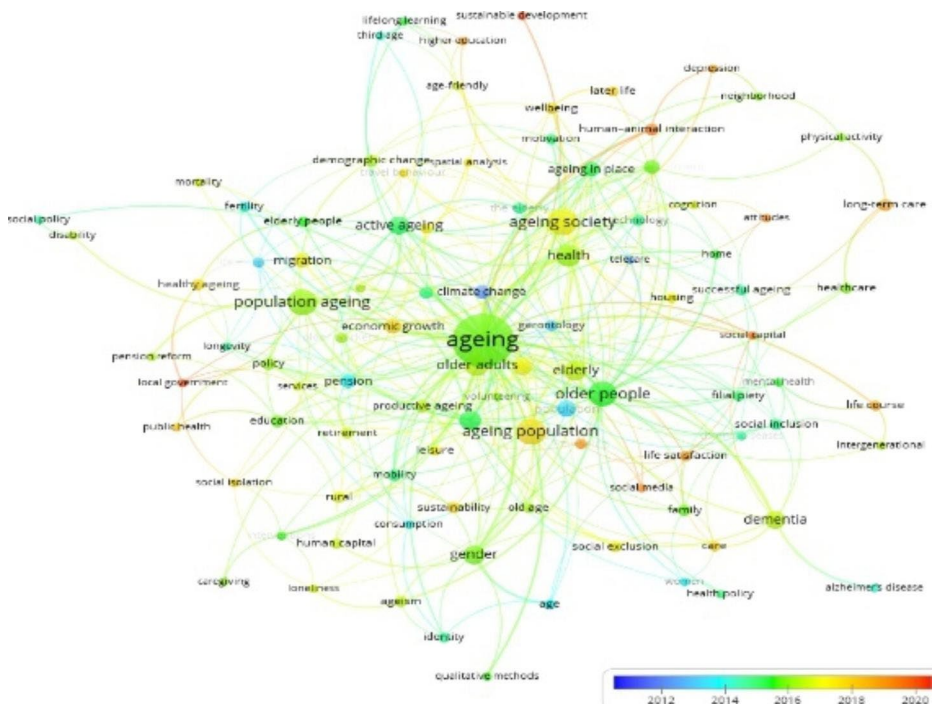 sustainable development
lifelong learning
third age
higher education
depression
age-friendly
later life
neighborhood
wellbeing
human–animal interaction
motivation
physical activity
demographic change
spatial analysis
travel behaviour
ageing in place
mortality
fertility
the elderly
cognition
long-term care
social policy
elderly people
active ageing
ageing society
technology
attitudes
disability
migration
health
telecare
home
healthy ageing
climate change
housing
successful ageing
healthcare
population ageing
economic growth
gerontology
ageing
social capital
longevity
pension reform
policy
older adults
elderly
local government
services
pension
volunteering
older people
mental health
filial piety
productive ageing
population
life course
public health
education
retirement
ageing population
social inclusion
leisure
intergenerational
life satisfaction
social isolation
mobility
social media
rural
sustainability
old age
family
dementia
consumption
human capital
gender
social exclusion
care
caregiving
loneliness
women
alzheimer's disease
ageism
age
health policy
identity
qualitative methods
2012 2014 2016 2018 2020